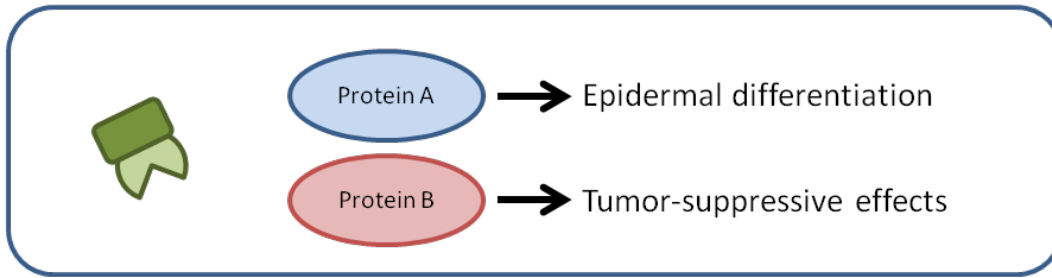 Protein A
Epidermal differentiation
Protein B
Tumor-suppressive effects